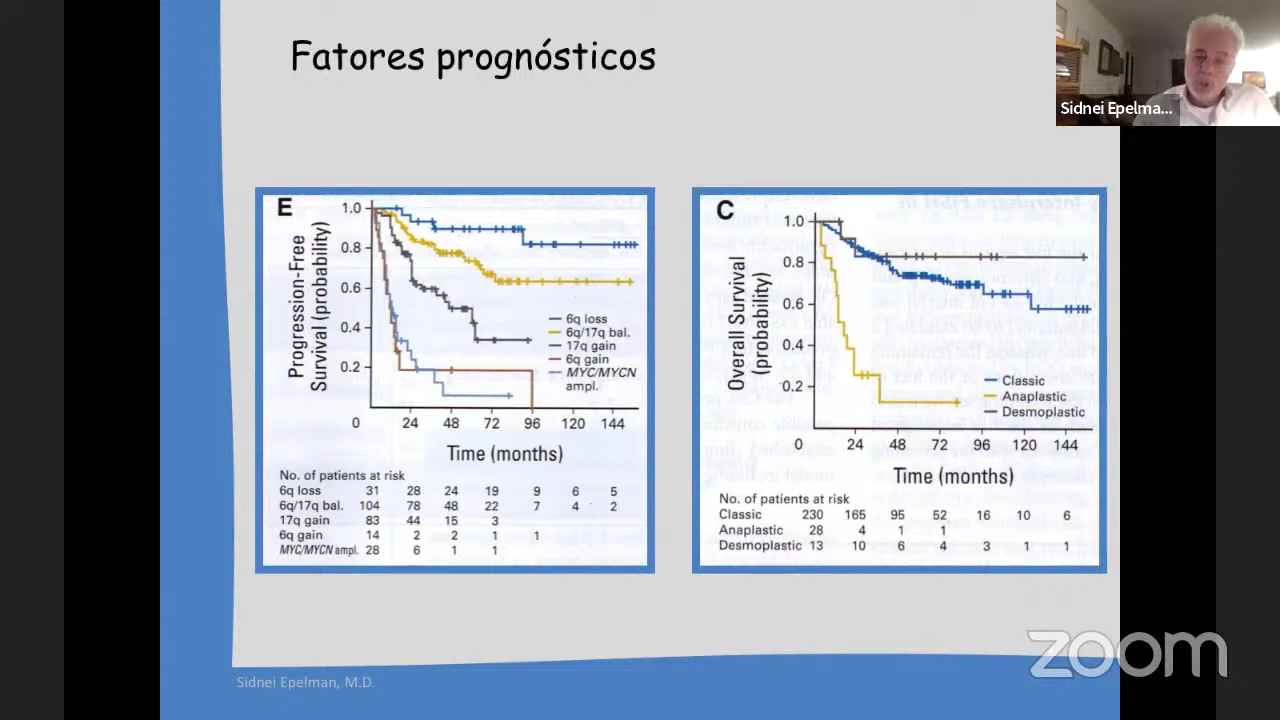 Fatores prognósticos
Sidnei Epelma...
E
Progression-Free
Survival (probability)
1.0
0.8
0.6
0.4
0.2
0
24
48
72
96
120
144
6q loss
6q/17q bal.
17q gain
6q gain
MYC/MYCN
ampl.
Time (months)
No. of patients at risk
6q loss 31 28 24 19 9 6 5
6q/17q bal. 104 78 48 22 7 4 2
17q gain 83 44 15 3
6q gain 14 2 2 1 1
MYC/MYCN ampl. 28 6 1 1
C
Overall Survival
(probability)
1.0
0.8
0.6
0.4
0.2
0
24
48
72
96
120
144
Classic
Anaplastic
Desmoplastic
Time (months)
No. of patients at risk
Classic 230 165 95 52 16 10 6
Anaplastic 28 4 1 1
Desmoplastic 13 10 6 4 3 1 1
Sidnei Epelman, M.D.
zoom